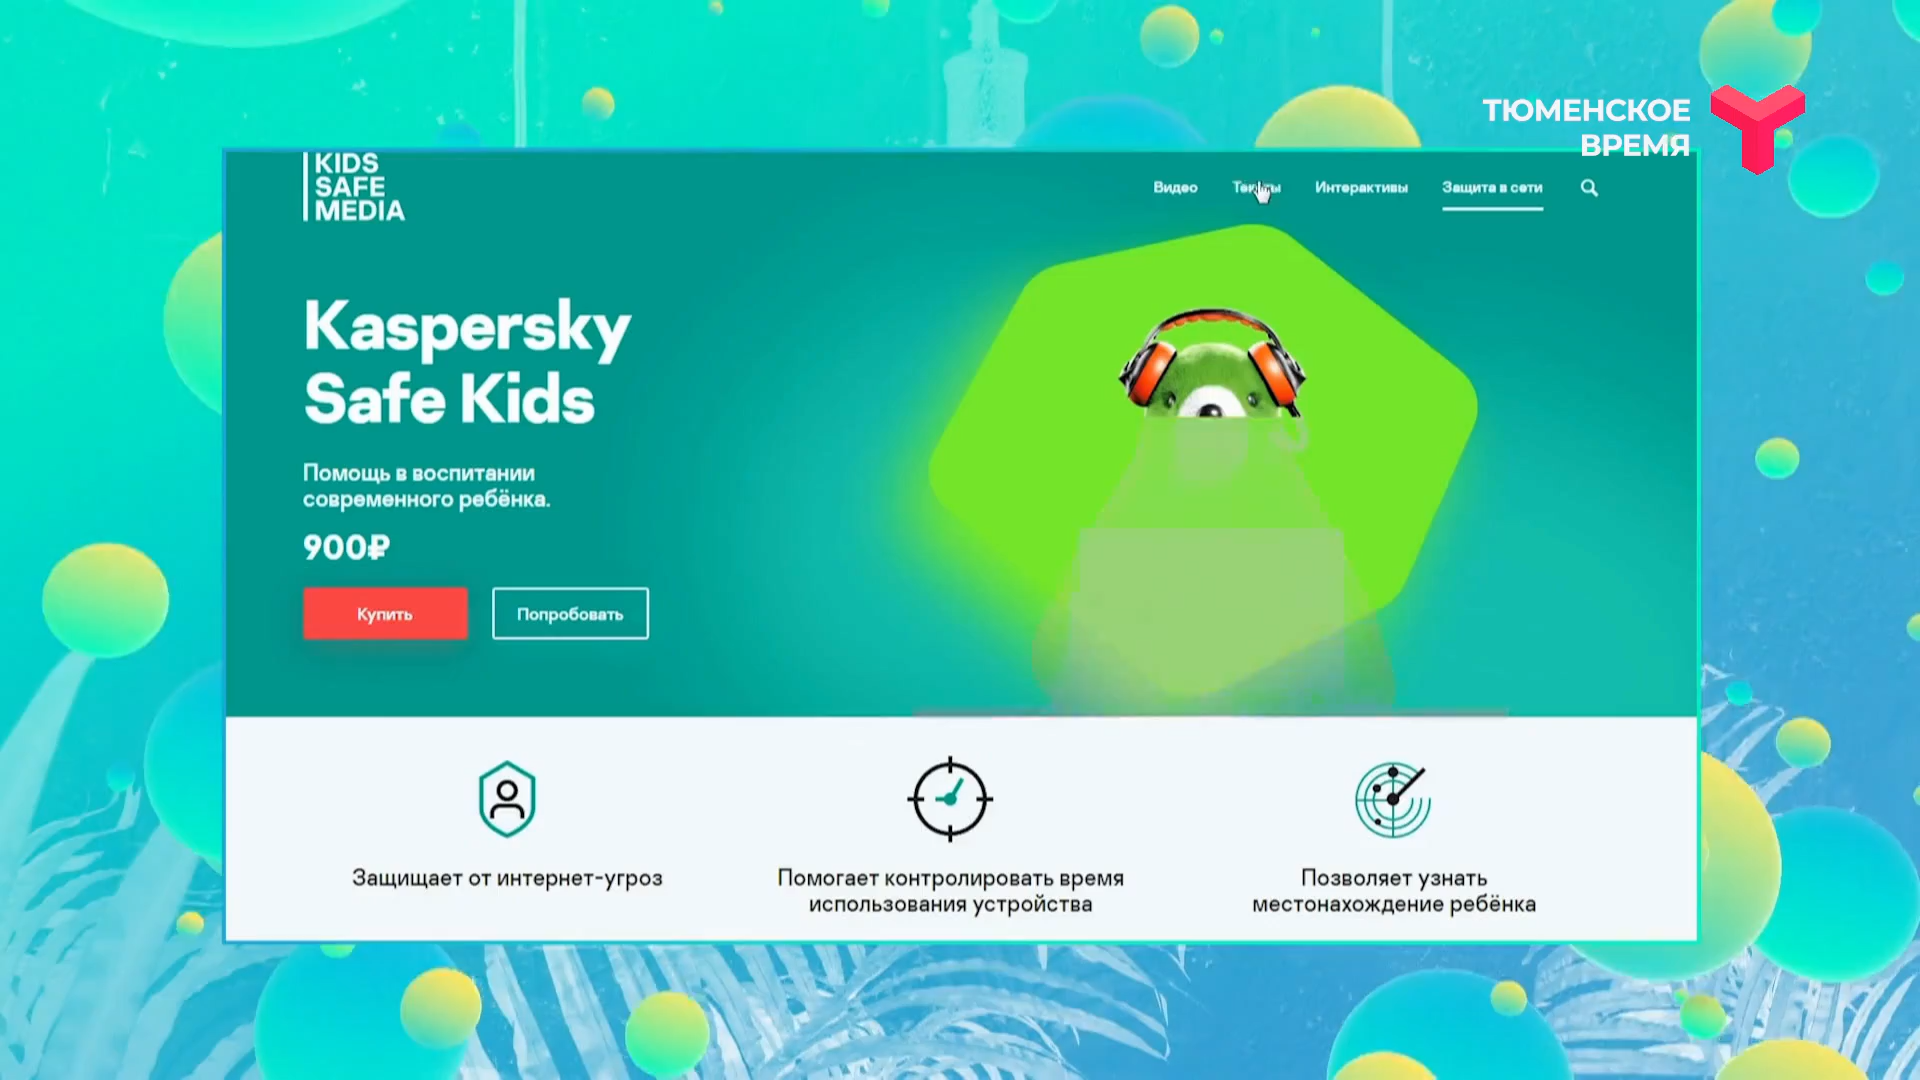 ТЮМЕНСКОЕ
ВРЕМЯ
KIDS
SAFE
MEDIA
Видео
Интерактивы
Защита в сети
Kaspersky
Safe Kids
Помощь в воспитании
современного ребёнка.
900₽
Купить
Попробовать
Защищает от интернет-угроз
Помогает контролировать время
использования устройства
Позволяет узнать
местонахождение ребёнка